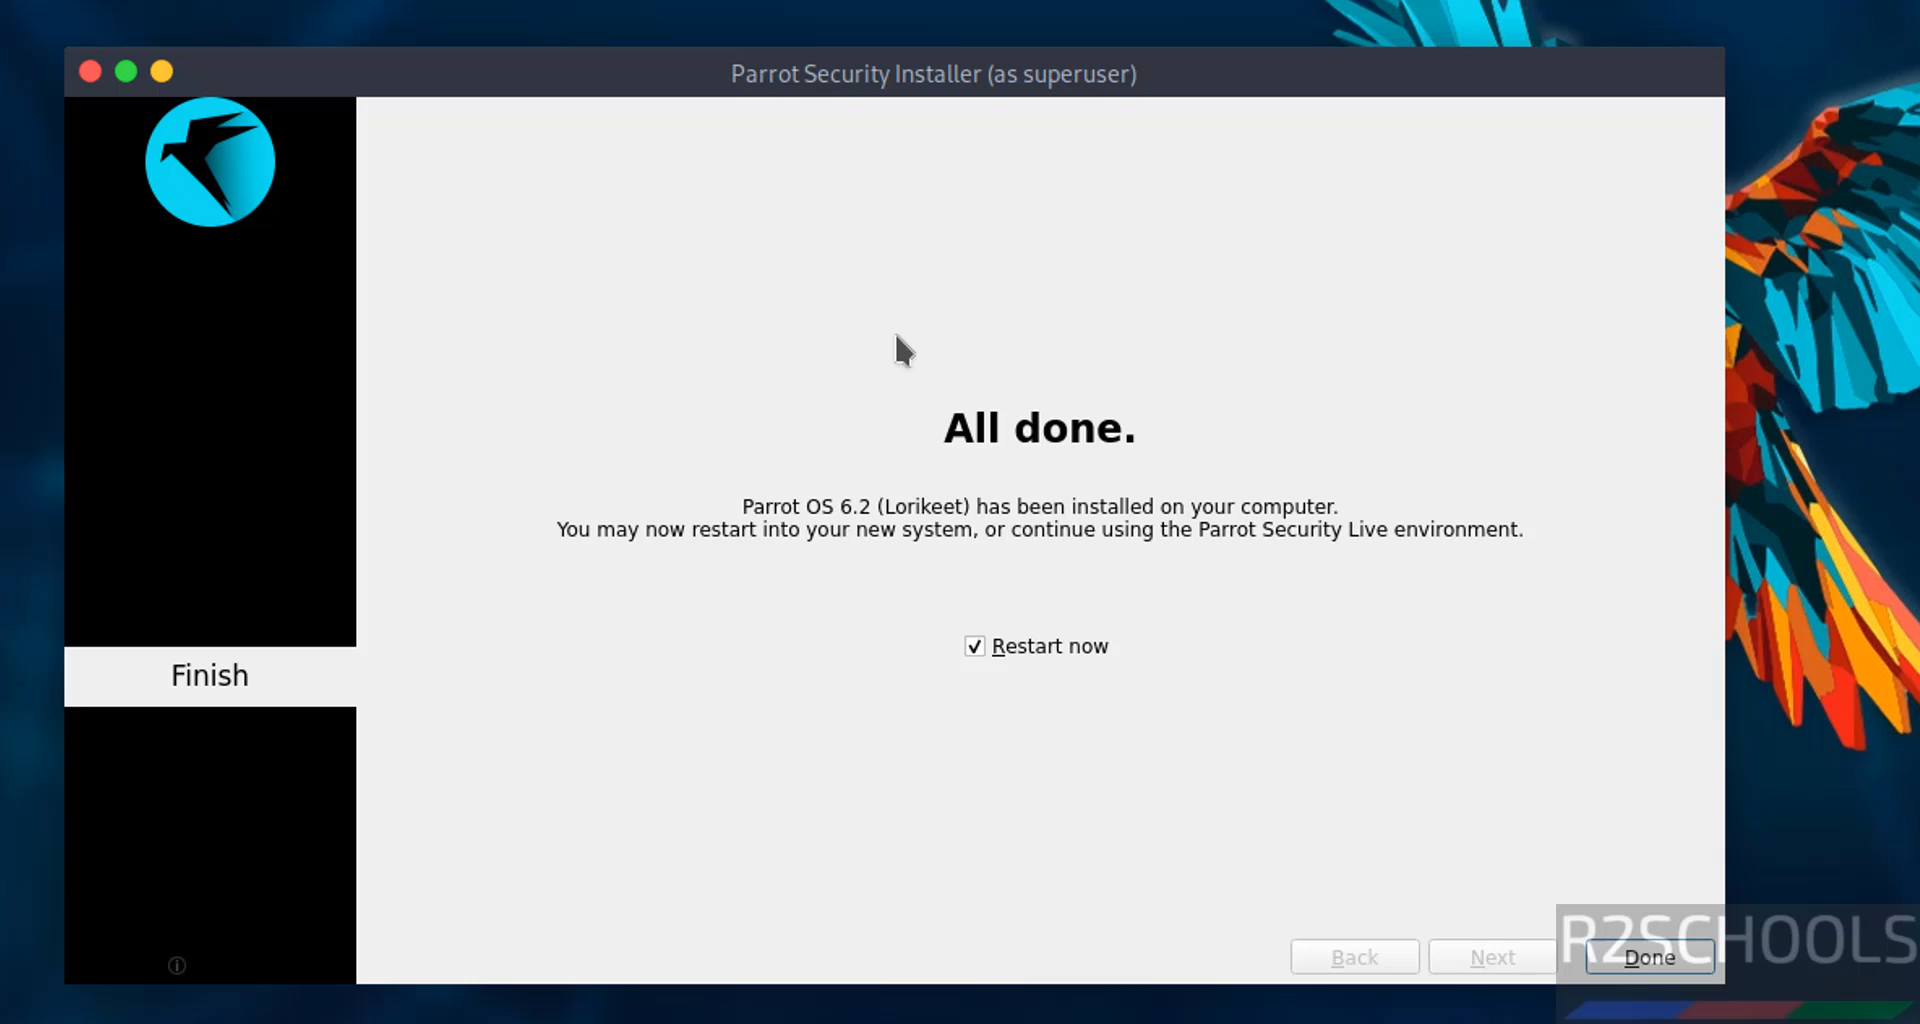 Parrot Security Installer (as superuser)
All done.
Parrot OS 6.2 (Lorikeet) has been installed on your computer.
You may now restart into your new system, or continue using the Parrot Security Live environment.
Restart now
Finish
Back
Next
Done
R2SCHOOLS